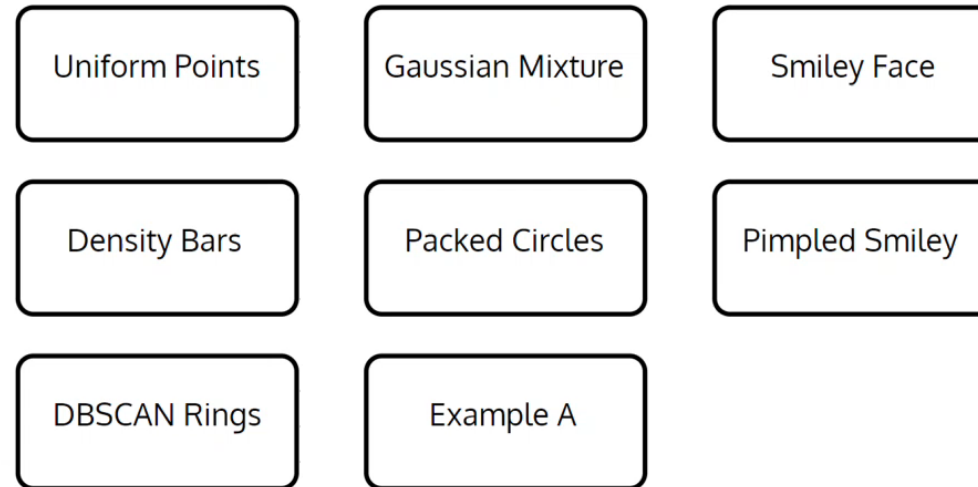 Uniform Points
Gaussian Mixture
Smiley Face
Density Bars
Packed Circles
Pimpled Smiley
DBSCAN Rings
Example A